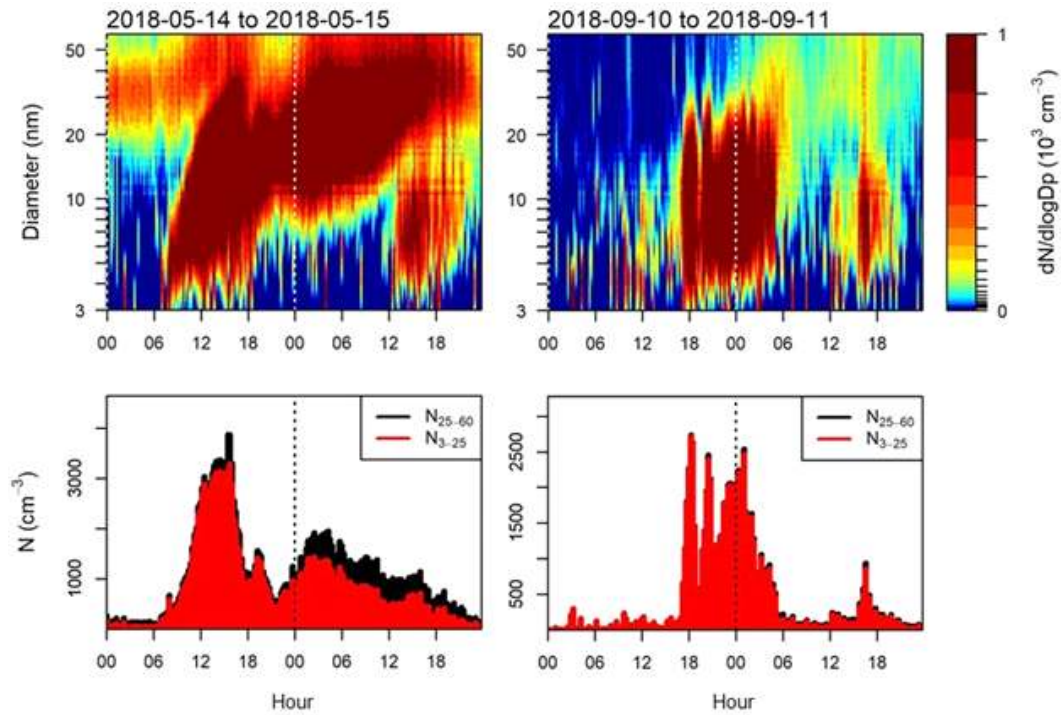 2018-05-14 to 2018-05-15
2018-09-10 to 2018-09-11
Diameter (nm)
50
20
10
3
00 06 12 18 00 06 12 18
50
20
10
3
00 06 12 18 00 06 12 18
1
0
dN/dlogDp (10³ cm⁻³)
N (cm⁻³)
3000
1000
N₂₅₋₆₀
N₃₋₂₅
00 06 12 18 00 06 12 18
Hour
2500
1500
500
N₂₅₋₆₀
N₃₋₂₅
00 06 12 18 00 06 12 18
Hour